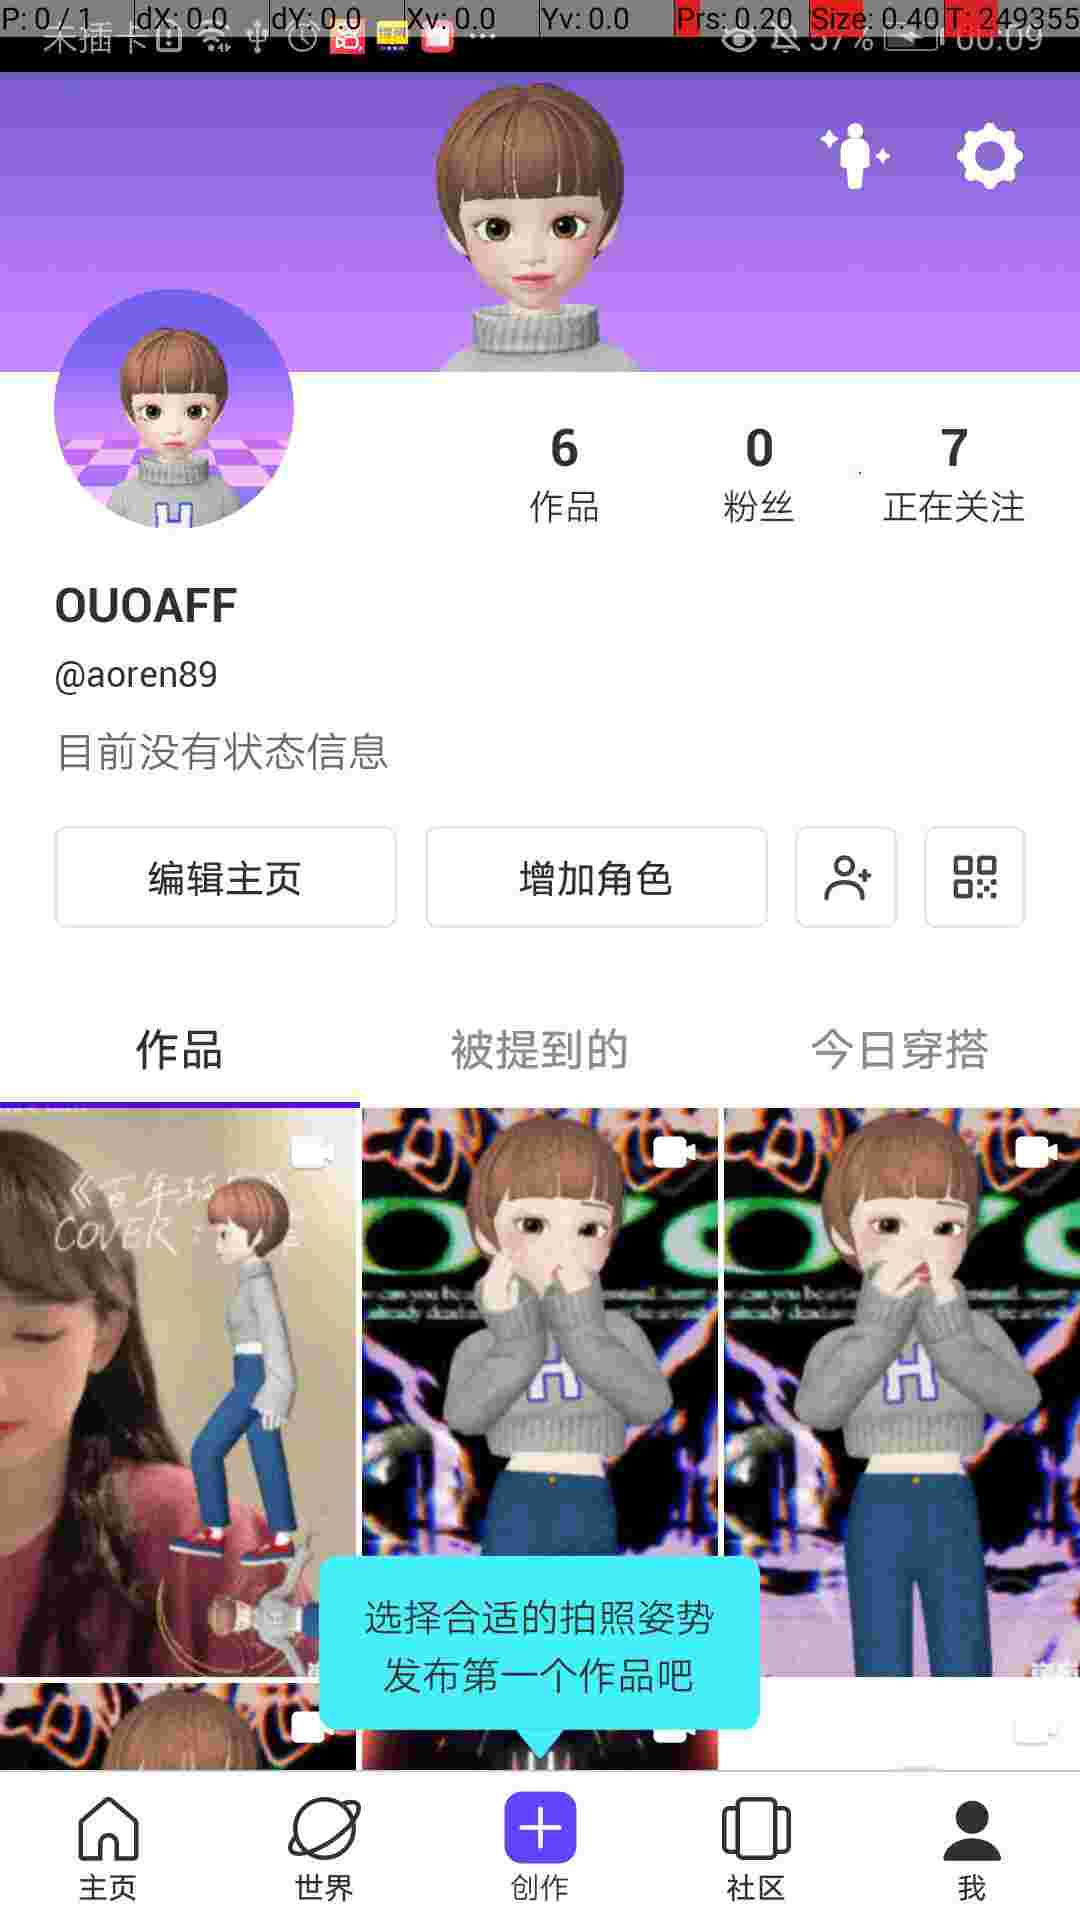 P: 0 / 1 dX: 0.0 dY: 0.0 Xv: 0.0 Yv: 0.0 Prs: 0.20 Size: 0.40 T: 249355
未插卡 57% 00:09
6 0 7
作品 粉丝 正在关注
OUOAFF
@aoren89
目前没有状态信息
编辑主页 增加角色
作品 被提到的 今日穿搭
COVER
H
H
选择合适的拍照姿势
发布第一个作品吧
主页 世界 创作 社区 我